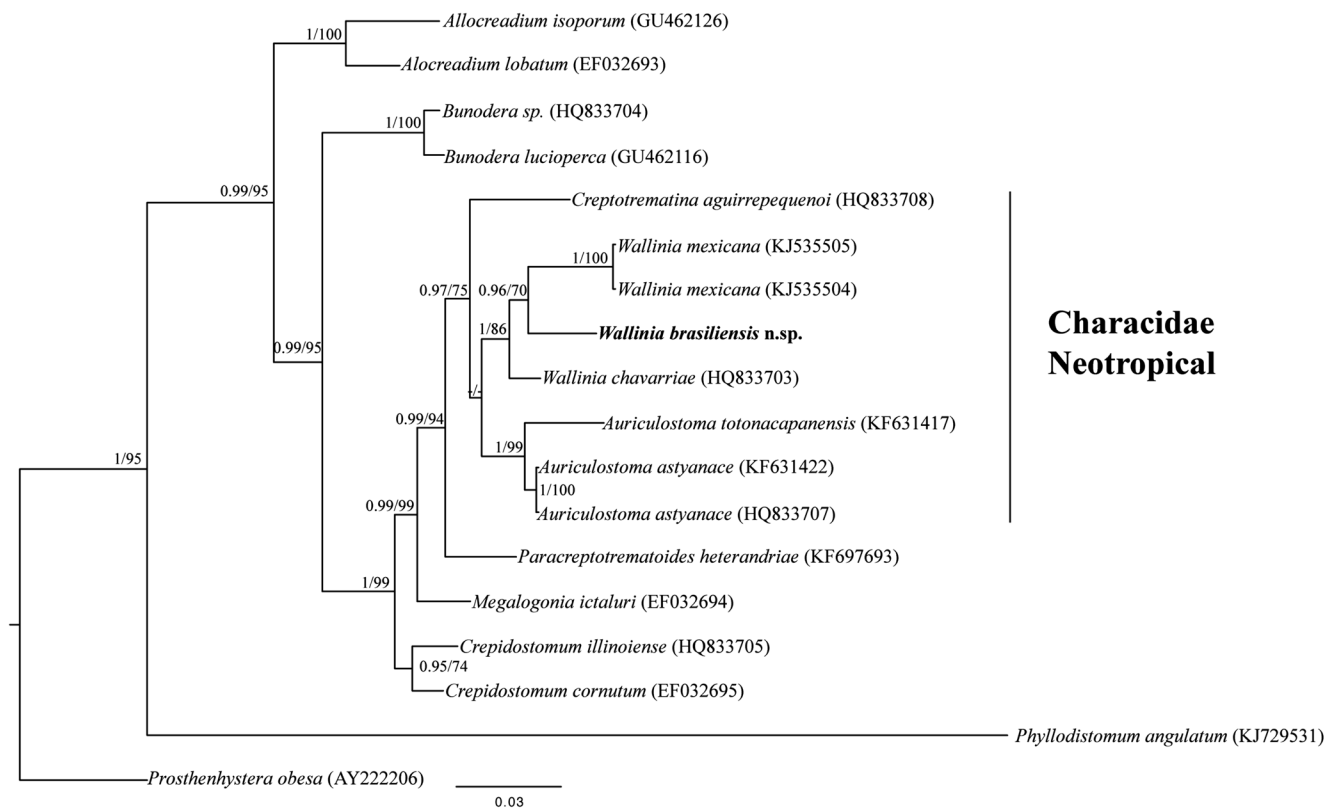 Allocreadium isoporum (GU462126)
1/100
Alocreadium lobatum (EF032693)
Bunodera sp. (HQ833704)
1/100
Bunodera lucioperca (GU462116)
0.99/95
Creptotrematina aguirrepequenoi (HQ833708)
Wallinia mexicana (KJ535505)
1/100
Wallinia mexicana (KJ535504)
0.97/75
0.96/70
Wallinia brasiliensis n.sp.
1/86
Characidae
Neotropical
0.99/95
Wallinia chavarriae (HQ833703)
-/-
0.99/94
Auriculostoma totonacapanensis (KF631417)
1/99
Auriculostoma astyanace (KF631422)
1/100
0.99/99
Auriculostoma astyanace (HQ833707)
1/95
Paracreptotrematoides heterandriae (KF697693)
1/99
Megalogonia ictaluri (EF032694)
Crepidostomum illinoiense (HQ833705)
0.95/74
Crepidostomum cornutum (EF032695)
Phyllodistomum angulatum (KJ729531)
Prosthenhystera obesa (AY222206)
0.03